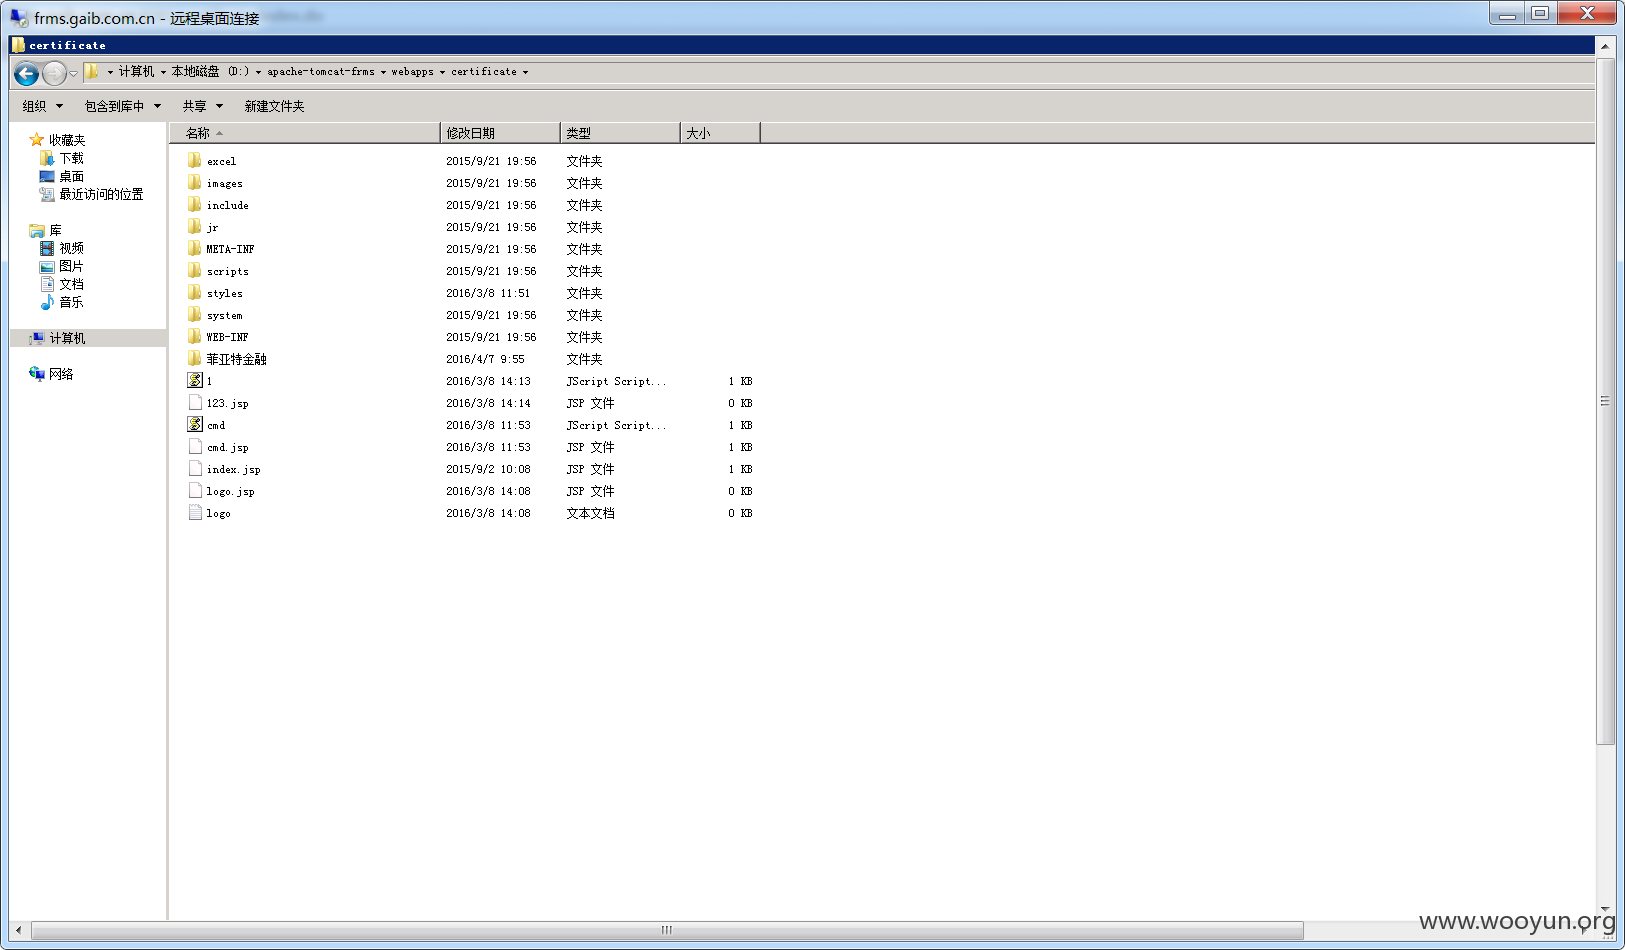 frms.gaib.com.cn - 远程桌面连接
certificate
计算机 本地磁盘 (D:) apache-tomcat-frms webapps certificate
组织 包含到库中 共享 新建文件夹
收藏夹
下载
桌面
最近访问的位置
库
视频
图片
文档
音乐
计算机
网络
名称 修改日期 类型 大小
excel 2015/9/21 19:56 文件夹
images 2015/9/21 19:56 文件夹
include 2015/9/21 19:56 文件夹
jr 2015/9/21 19:56 文件夹
META-INF 2015/9/21 19:56 文件夹
scripts 2015/9/21 19:56 文件夹
styles 2016/3/8 11:51 文件夹
system 2015/9/21 19:56 文件夹
WEB-INF 2015/9/21 19:56 文件夹
菲亚特金融 2016/4/7 9:55 文件夹
1 2016/3/8 14:13 JScript Script... 1 KB
123.jsp 2016/3/8 14:14 JSP 文件 0 KB
cmd 2016/3/8 11:53 JScript Script... 1 KB
cmd.jsp 2016/3/8 11:53 JSP 文件 1 KB
index.jsp 2015/9/2 10:08 JSP 文件 1 KB
logo.jsp 2016/3/8 14:08 JSP 文件 0 KB
logo 2016/3/8 14:08 文本文档 0 KB
www.wooyun.org